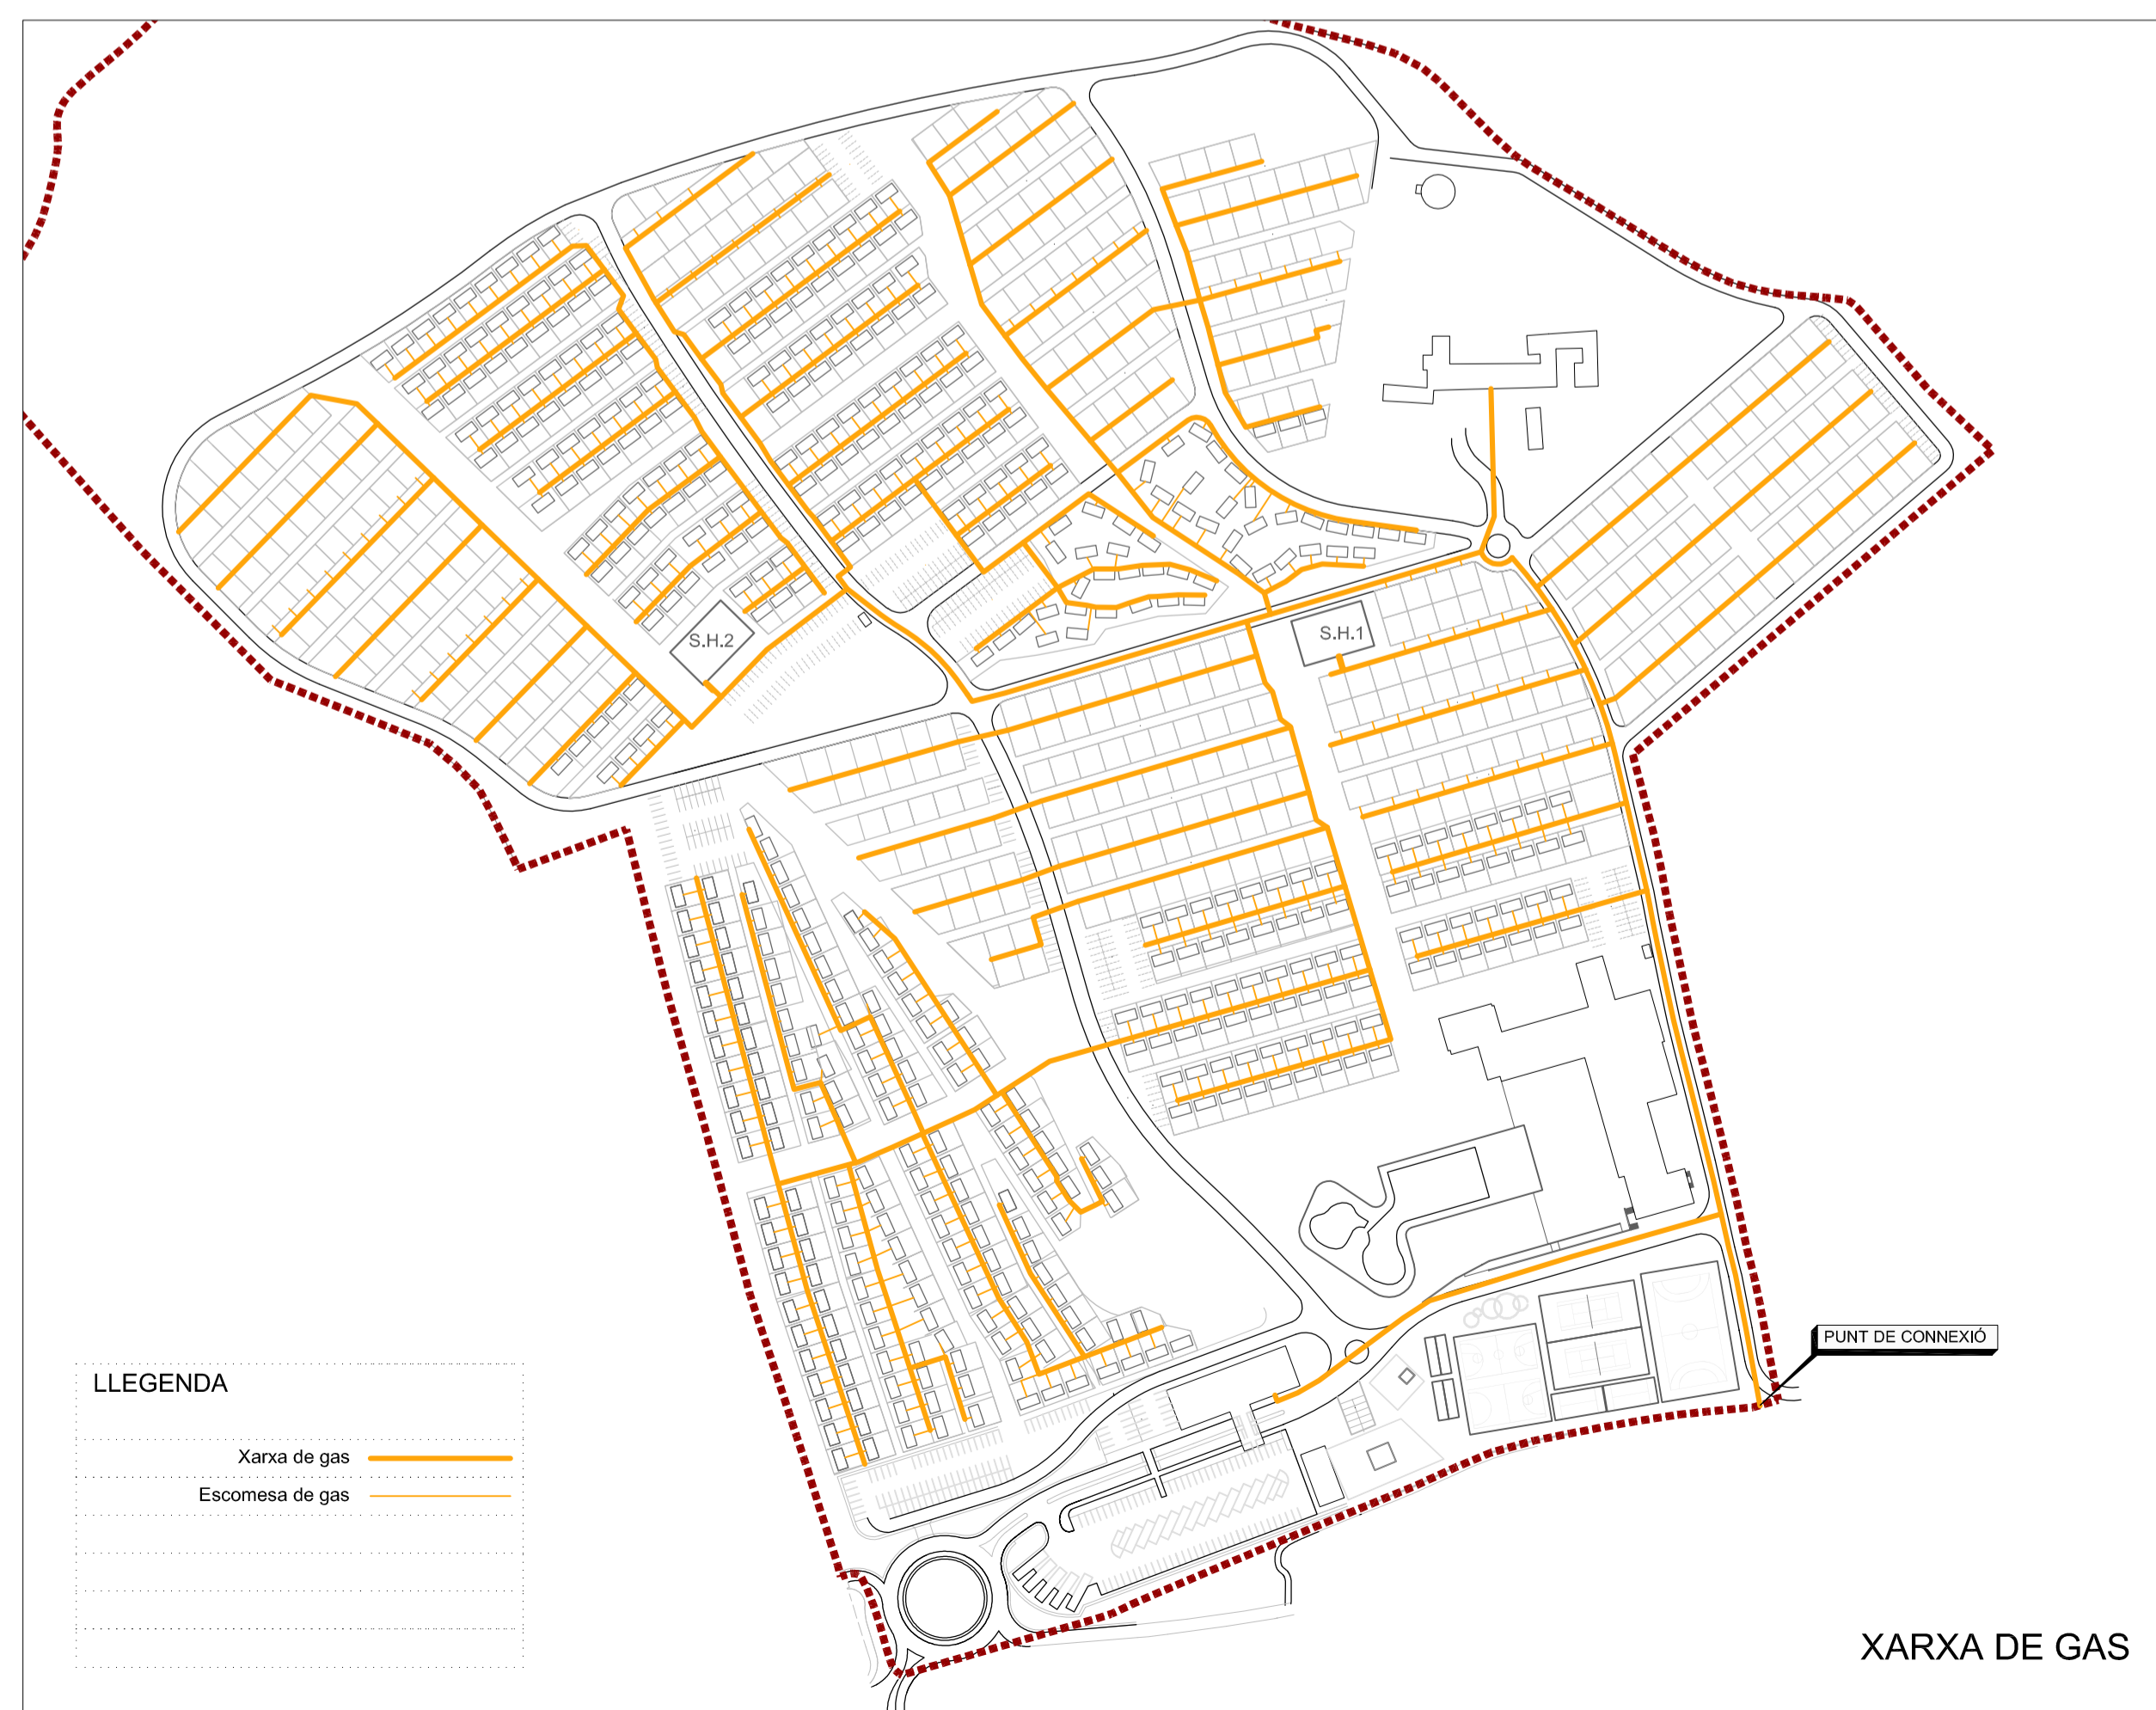 S.H.1
S.H.2
PUNT DE CONNEXIÓ
LLEGENDA
Xarxa de gas
Escomesa de gas
XARXA DE GAS